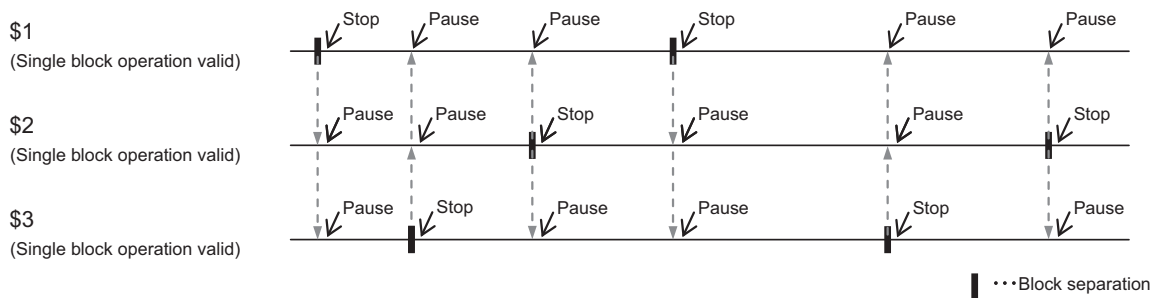 $1
(Single block operation valid)
Stop Pause Pause Stop Pause Pause
$2
(Single block operation valid)
Pause Pause Stop Pause Pause Stop
$3
(Single block operation valid)
Pause Stop Pause Pause Stop Pause
･･･Block separation